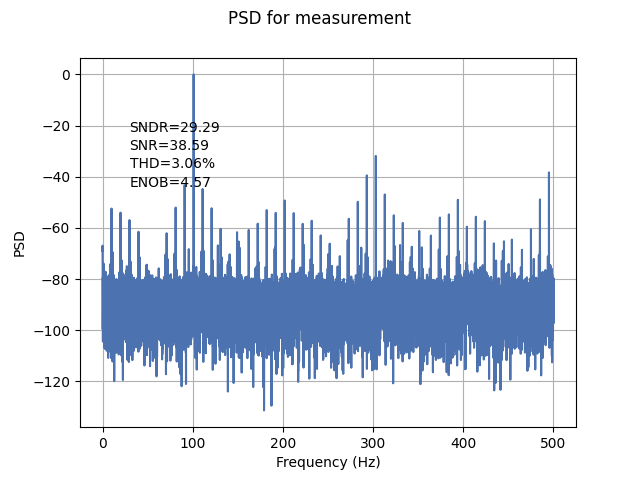 PSD for measurement
0
−20
−40
−60
−80
−100
−120
PSD
SNDR=29.29
SNR=38.59
THD=3.06%
ENOB=4.57
0
100
200
300
400
500
Frequency (Hz)